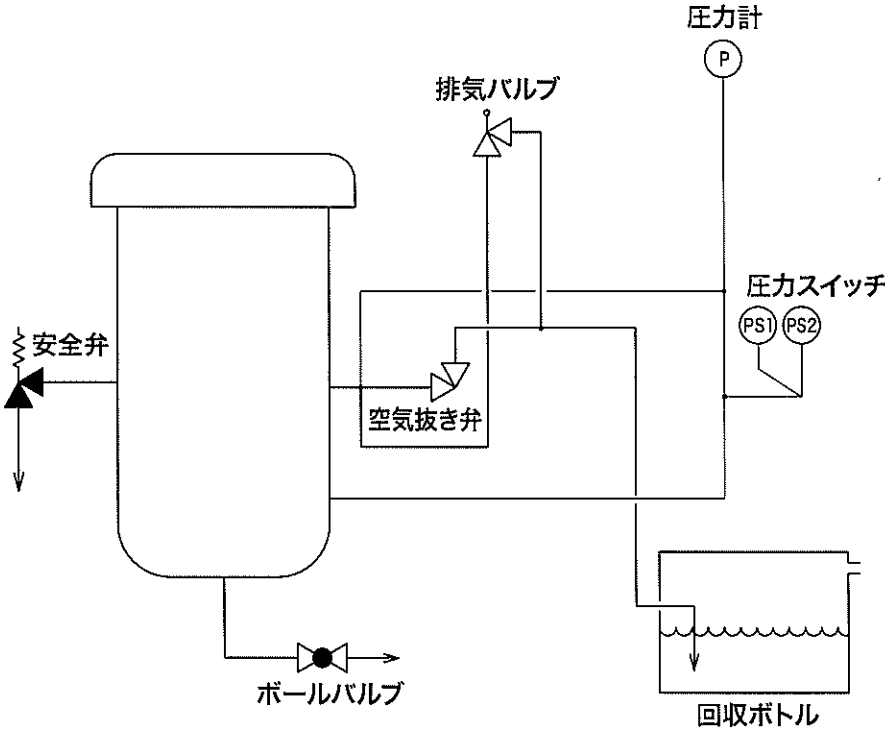 圧力計
P
排気バルブ
圧力スイッチ
PS1 PS2
安全弁
空気抜き弁
ボールバルブ
回収ボトル